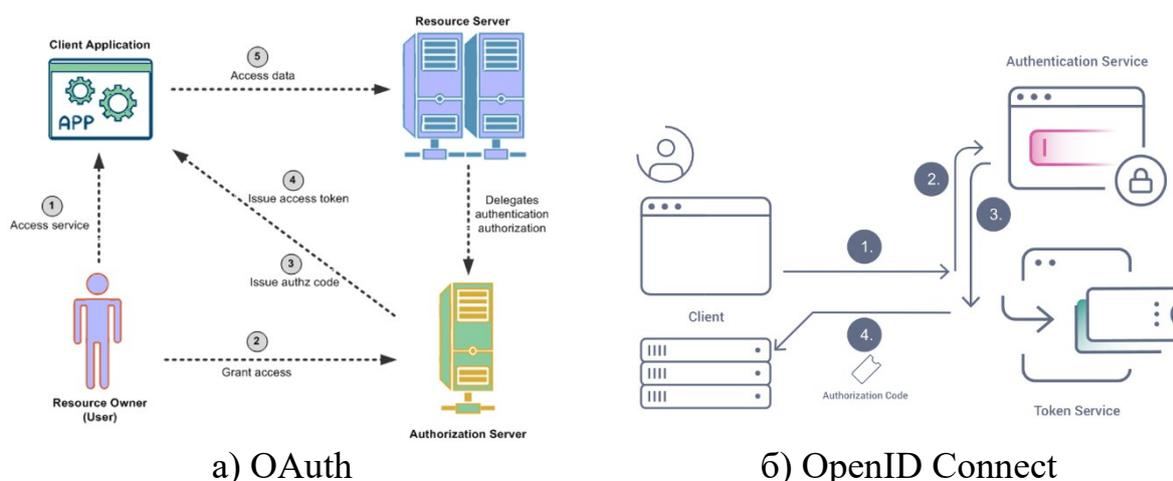 Resource Server
Client Application
5
Access data
APP
4
Issue access token
1
Access service
Delegates
authentication
authorization
3
Issue authz code
2
Grant access
Resource Owner
(User)
Authorization Server
а) OAuth
Authentication Service
2.
3.
1.
Client
4.
Authorization Code
Token Service
б) OpenID Connect